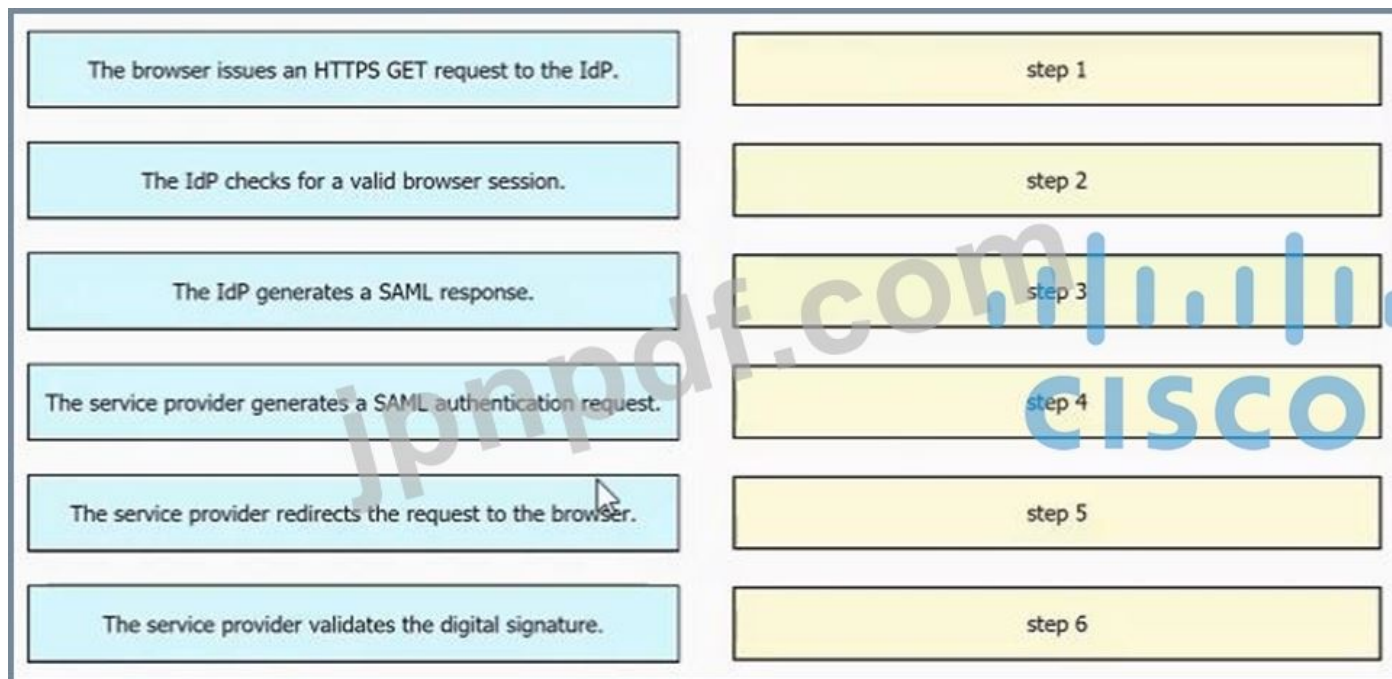 The browser issues an HTTPS GET request to the IdP.
step 1
The IdP checks for a valid browser session.
step 2
The IdP generates a SAML response.
step 3
The service provider generates a SAML authentication request.
step 4
The service provider redirects the request to the browser.
step 5
The service provider validates the digital signature.
step 6
jpnpdf.com
CISCO